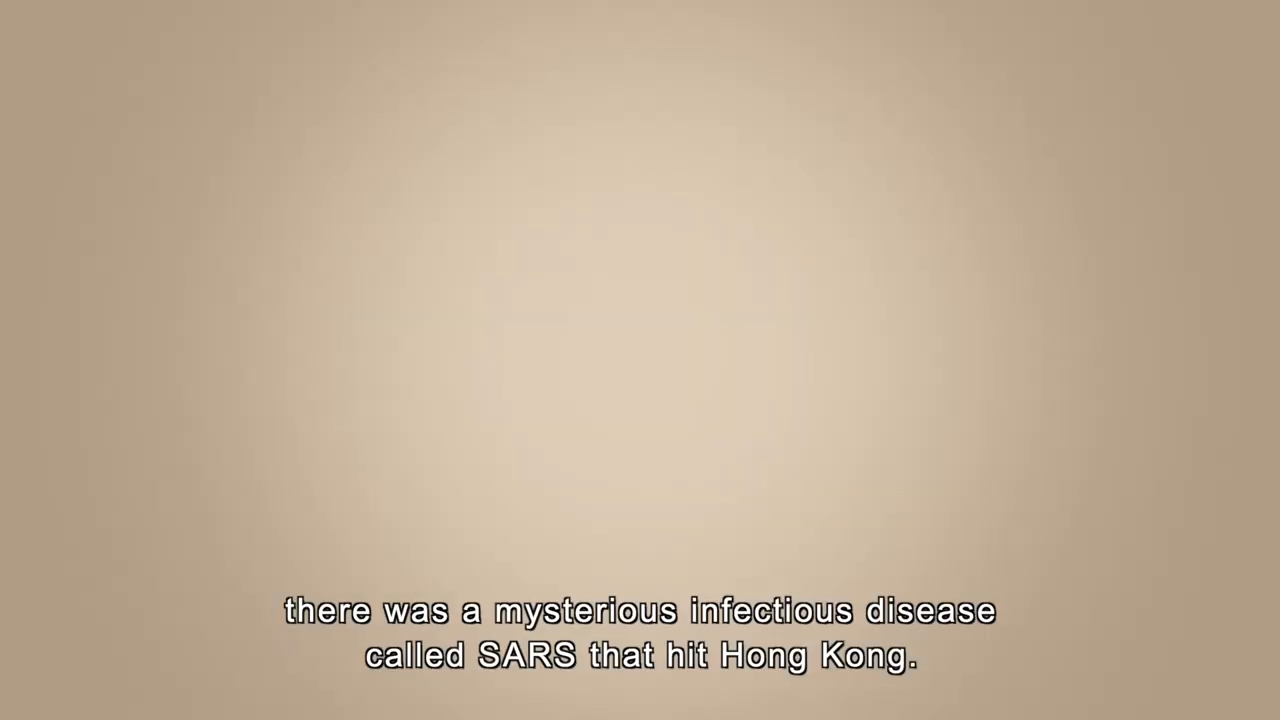 there was a mysterious infectious disease
called SARS that hit Hong Kong.